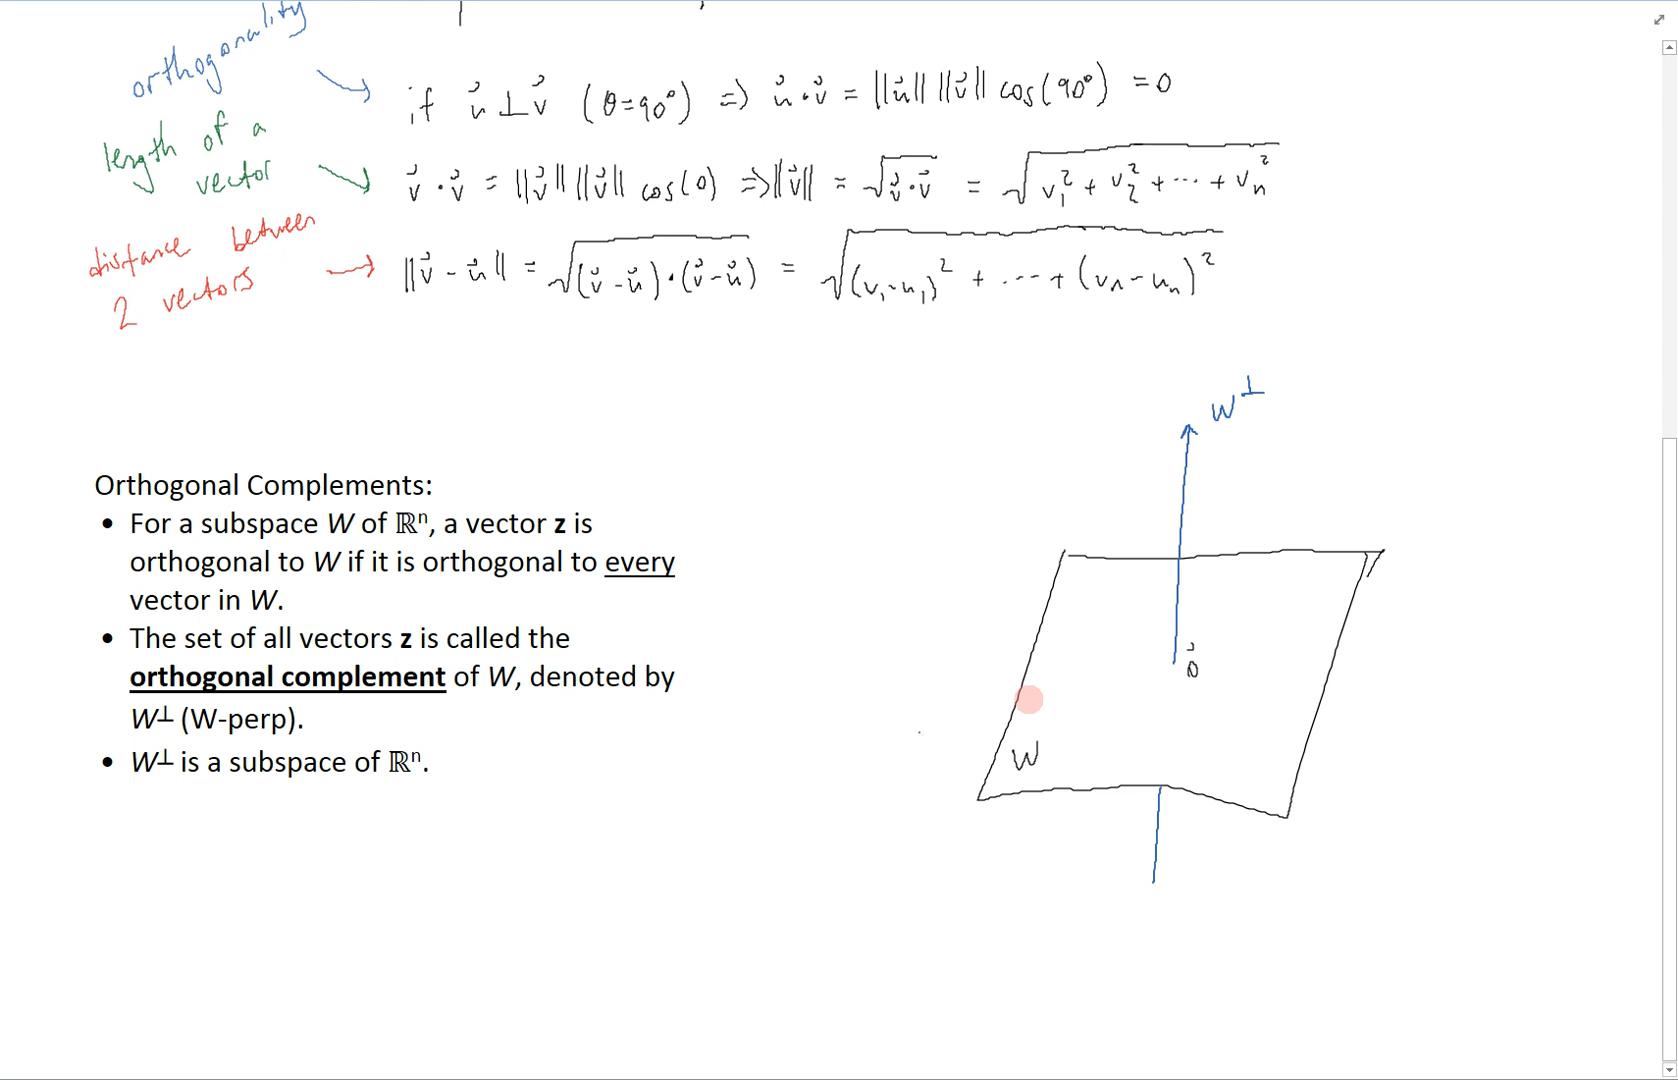 orthogonality
if u⃗ ⊥ v⃗ (θ=90°) => u⃗ · v⃗ = ||u⃗|| ||v⃗|| cos(90°) = 0
length of a
vector
v⃗ · v⃗ = ||v⃗|| ||v⃗|| cos(0) => ||v⃗|| = √(v⃗ · v⃗) = √(v₁² + v₂² + ··· + vₙ²)
distance between
2 vectors
||v⃗ - u⃗|| = √((v⃗ - u⃗) · (v⃗ - u⃗)) = √((v₁ - u₁)² + ··· + (vₙ - uₙ)²)
W⊥
Orthogonal Complements:
• For a subspace W of ℝⁿ, a vector z is
orthogonal to W if it is orthogonal to every
vector in W.
• The set of all vectors z is called the
orthogonal complement of W, denoted by
W⊥ (W-perp).
• W⊥ is a subspace of ℝⁿ.
0⃗
W